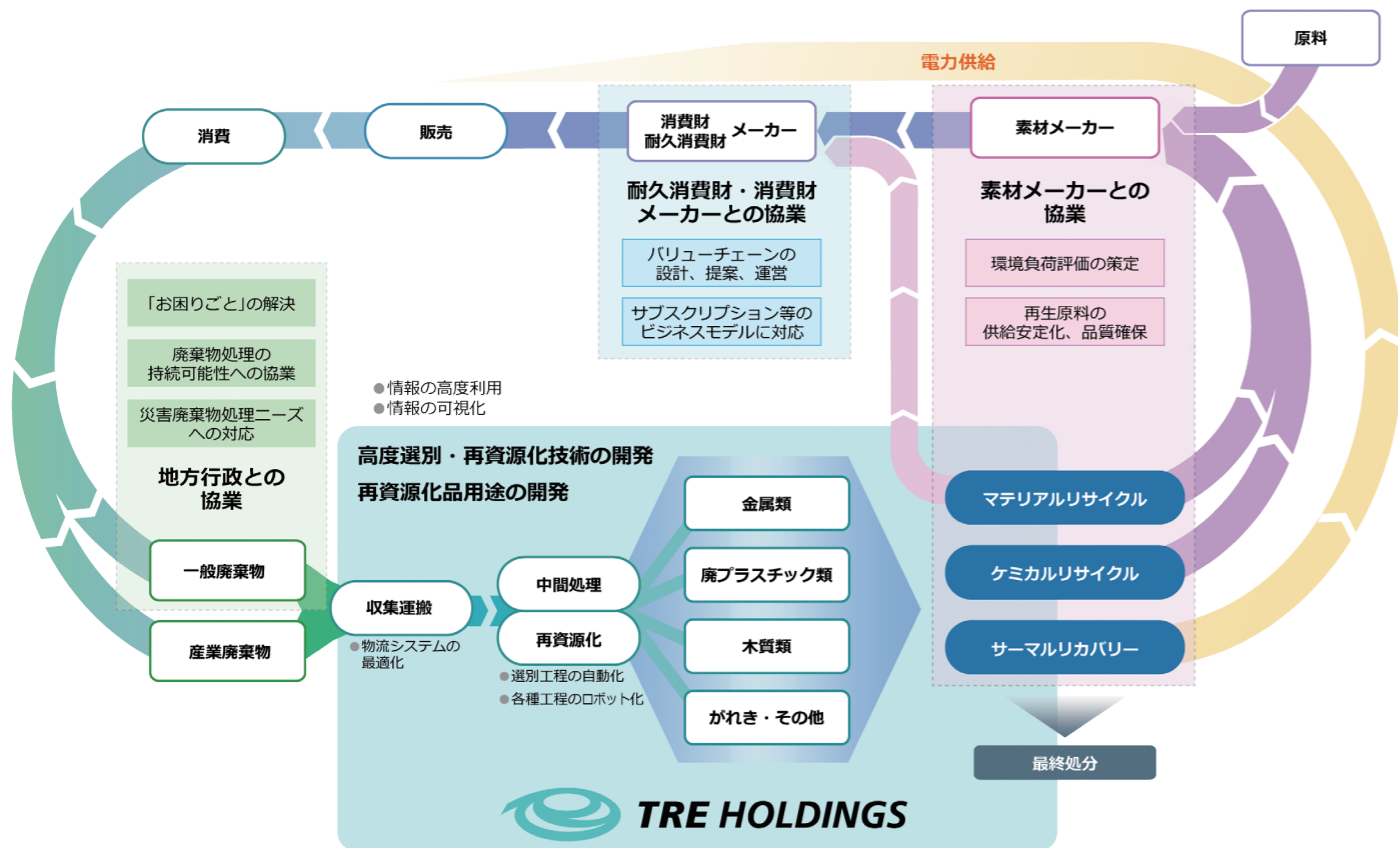 原料
電力供給
消費
販売
消費財
耐久消費財
メーカー
素材メーカー
耐久消費財・消費財
メーカーとの協業
バリューチェーンの
設計、提案、運営
サブスクリプション等の
ビジネスモデルに対応
素材メーカーとの
協業
環境負荷評価の策定
再生原料の
供給安定化、品質確保
「お困りごと」の解決
廃棄物処理の
持続可能性への協業
災害廃棄物処理ニーズ
への対応
地方行政との
協業
一般廃棄物
産業廃棄物
●情報の高度利用
●情報の可視化
高度選別・再資源化技術の開発
再資源化品用途の開発
収集運搬
●物流システムの
最適化
中間処理
再資源化
●選別工程の自動化
●各種工程のロボット化
金属類
廃プラスチック類
木質類
がれき・その他
マテリアルリサイクル
ケミカルリサイクル
サーマルリカバリー
最終処分
TRE HOLDINGS